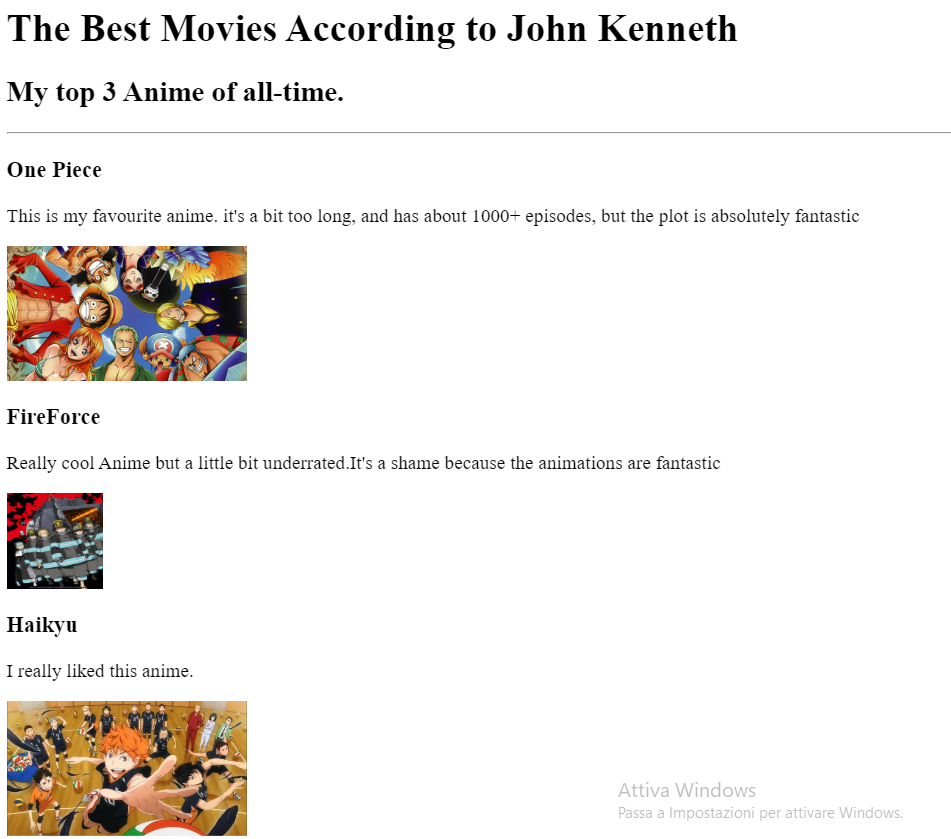 The Best Movies According to John Kenneth
My top 3 Anime of all-time.
One Piece
This is my favourite anime. it's a bit too long, and has about 1000+ episodes, but the plot is absolutely fantastic
FireForce
Really cool Anime but a little bit underrated.It's a shame because the animations are fantastic
Haikyu
I really liked this anime.
Attiva Windows
Passa a Impostazioni per attivare Windows.